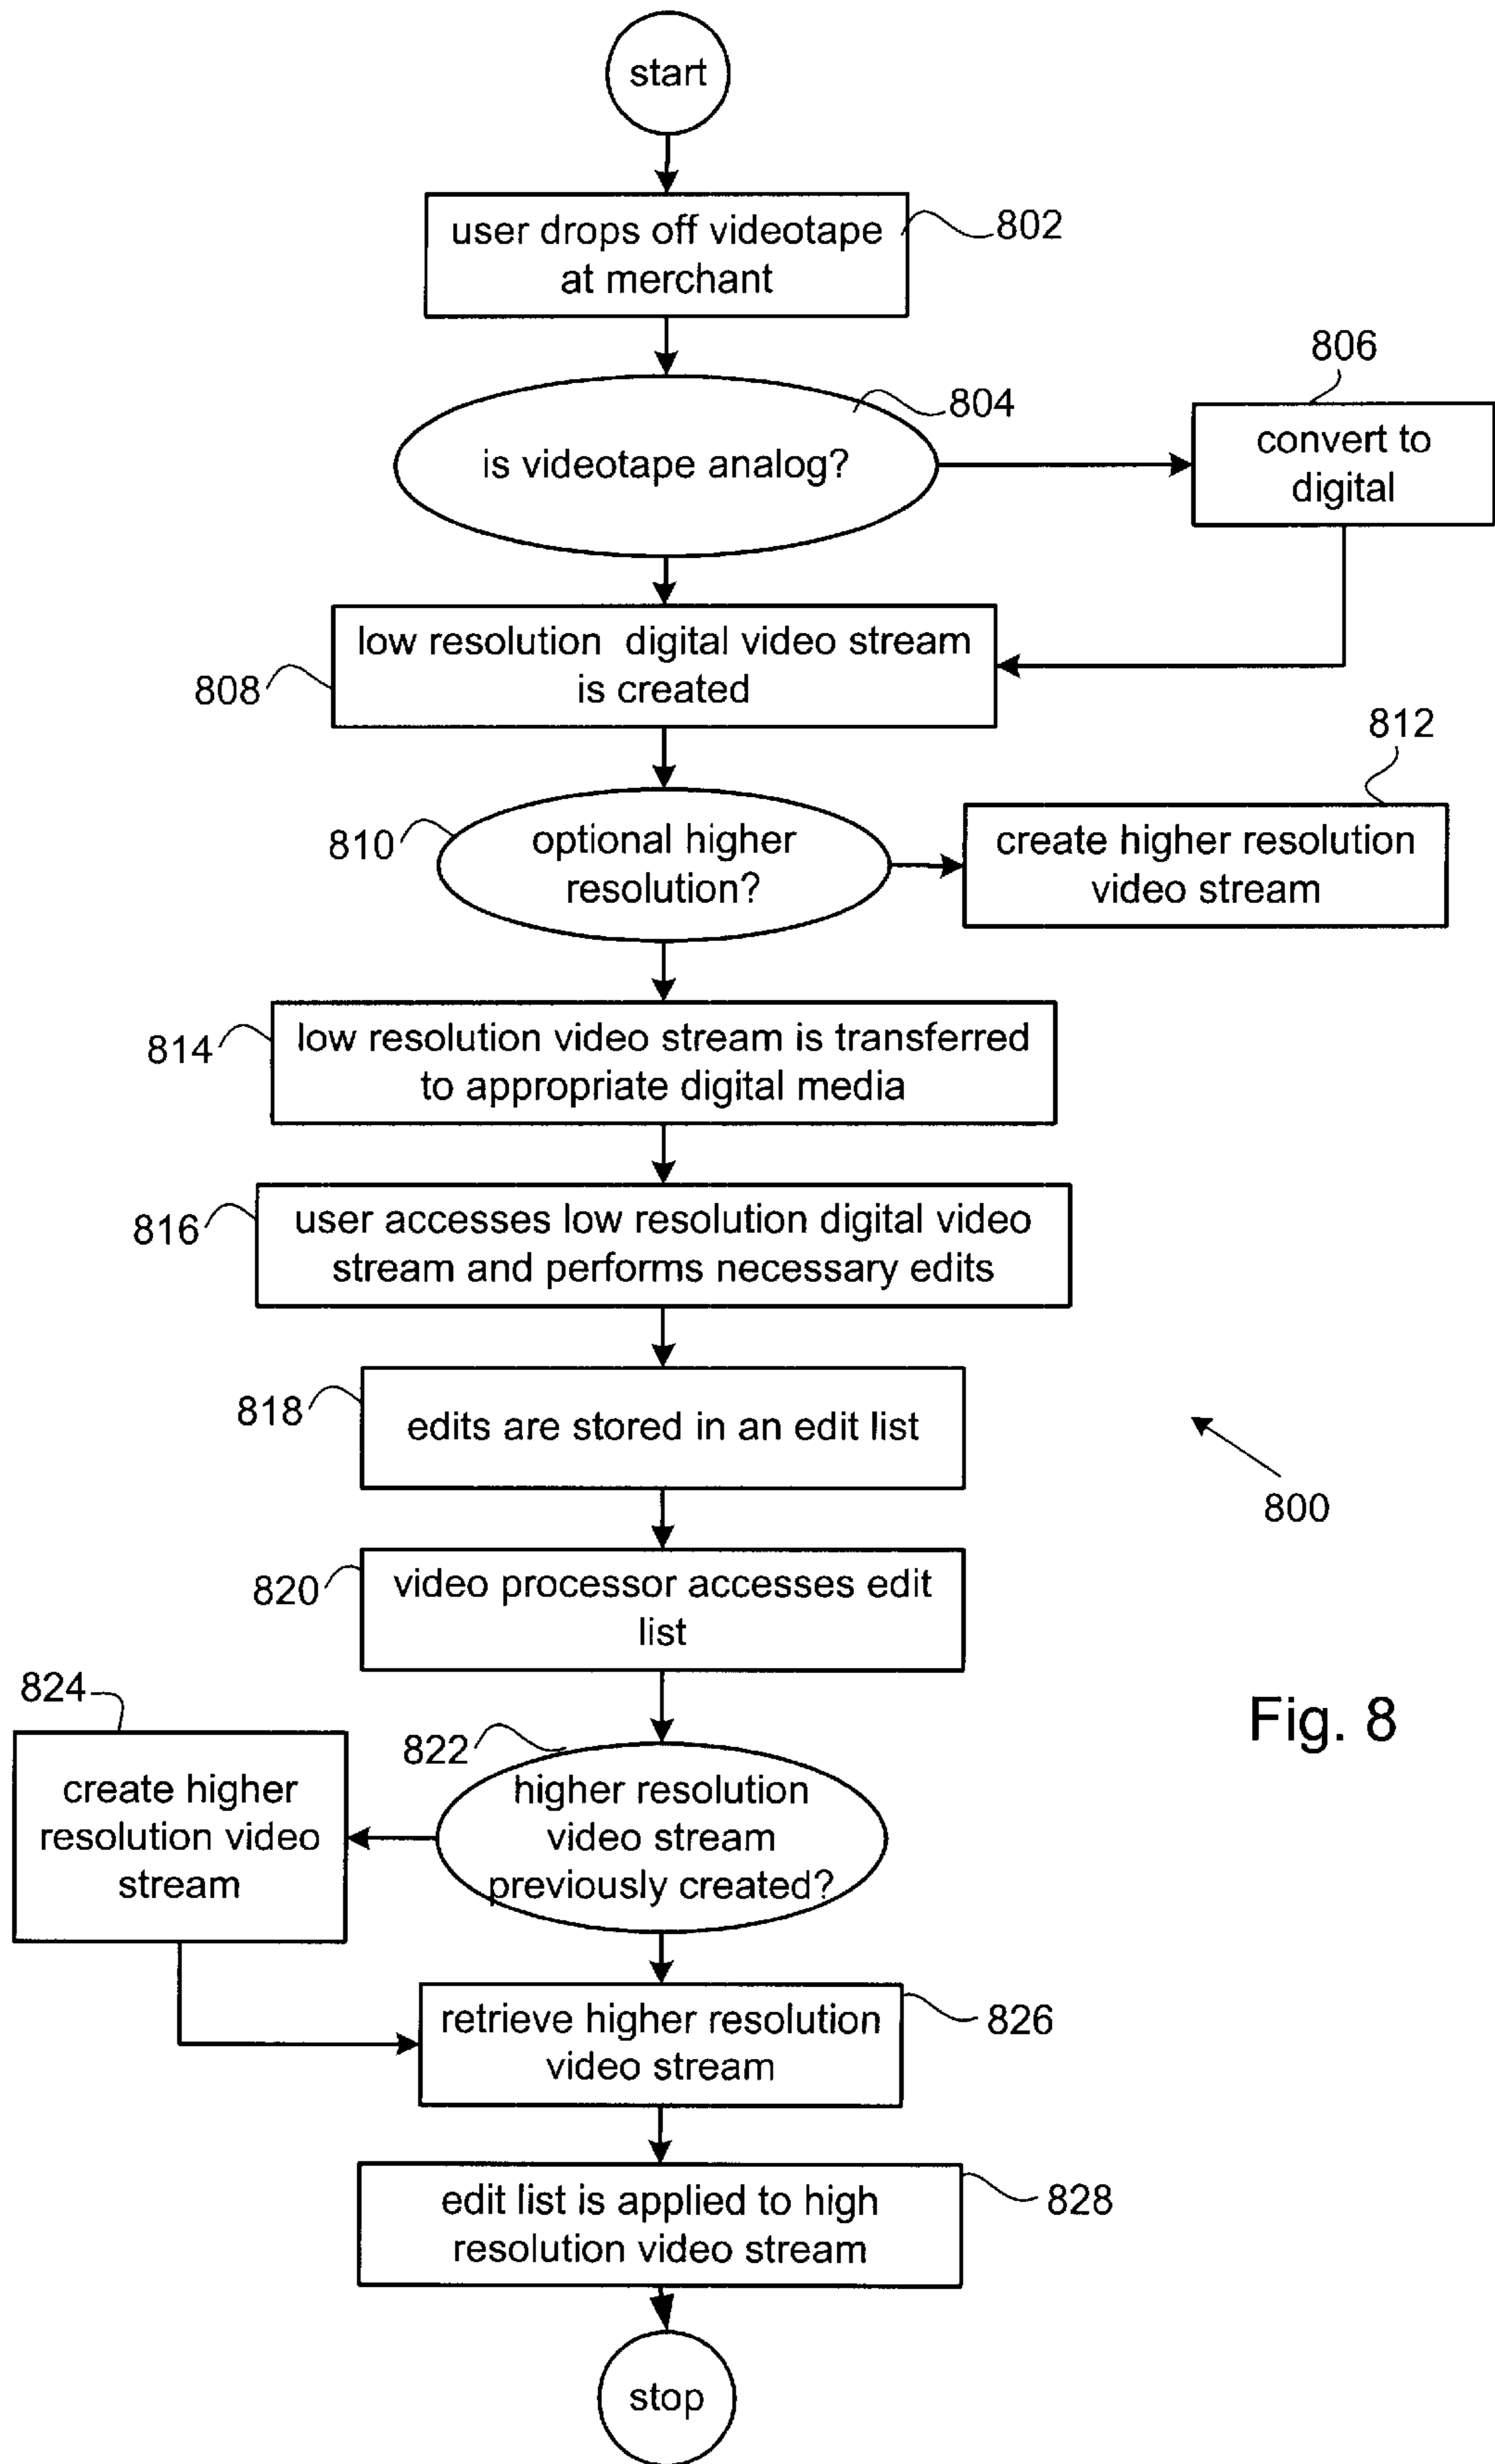 start
user drops off videotape
at merchant
802
is videotape analog?
804
806
convert to
digital
low resolution digital video stream
is created
808
812
810
optional higher
resolution?
create higher resolution
video stream
814
low resolution video stream is transferred
to appropriate digital media
816
user accesses low resolution digital video
stream and performs necessary edits
818
edits are stored in an edit list
800
820
video processor accesses edit
list
824
create higher
resolution video
stream
822
higher resolution
video stream
previously created?
Fig. 8
retrieve higher resolution
video stream
826
edit list is applied to high
resolution video stream
828
stop